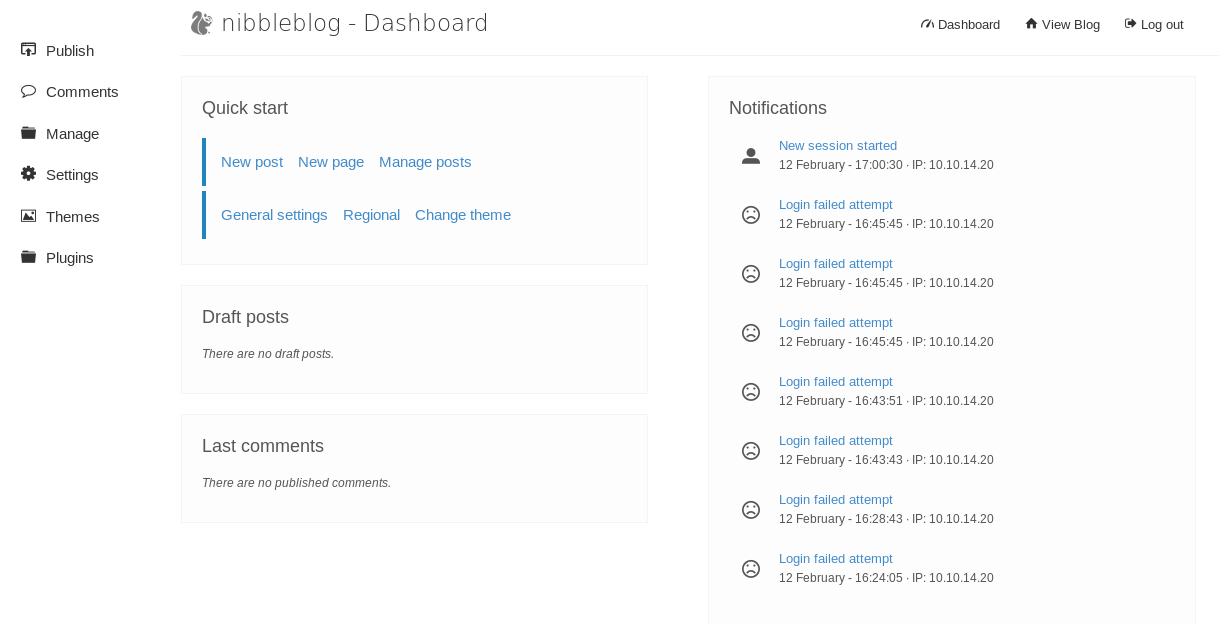 nibbleblog - Dashboard
Dashboard View Blog Log out
Publish
Comments
Manage
Settings
Themes
Plugins
Quick start
New post New page Manage posts
General settings Regional Change theme
Draft posts
There are no draft posts.
Last comments
There are no published comments.
Notifications
New session started
12 February - 17:00:30 · IP: 10.10.14.20
Login failed attempt
12 February - 16:45:45 · IP: 10.10.14.20
Login failed attempt
12 February - 16:45:45 · IP: 10.10.14.20
Login failed attempt
12 February - 16:45:45 · IP: 10.10.14.20
Login failed attempt
12 February - 16:43:51 · IP: 10.10.14.20
Login failed attempt
12 February - 16:43:43 · IP: 10.10.14.20
Login failed attempt
12 February - 16:28:43 · IP: 10.10.14.20
Login failed attempt
12 February - 16:24:05 · IP: 10.10.14.20